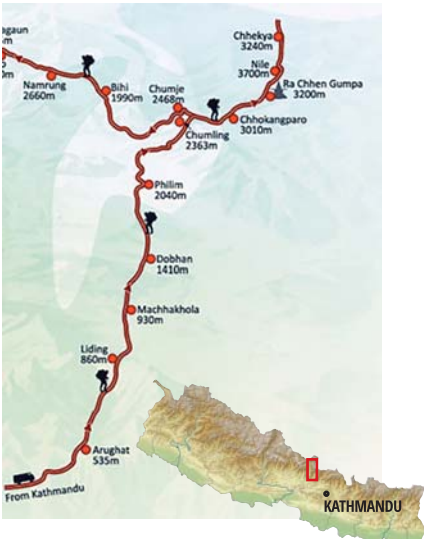 agaun
Namrung
2660m
Bihi
1990m
Chumje
2468m
Chumling
2363m
Chhekya
3240m
Nile
3700m
Ra Chhen Gumpa
3200m
Chhokangparo
3010m
Philim
2040m
Dobhan
1410m
Machhakhola
930m
Liding
860m
Arughat
535m
From Kathmandu
KATHMANDU